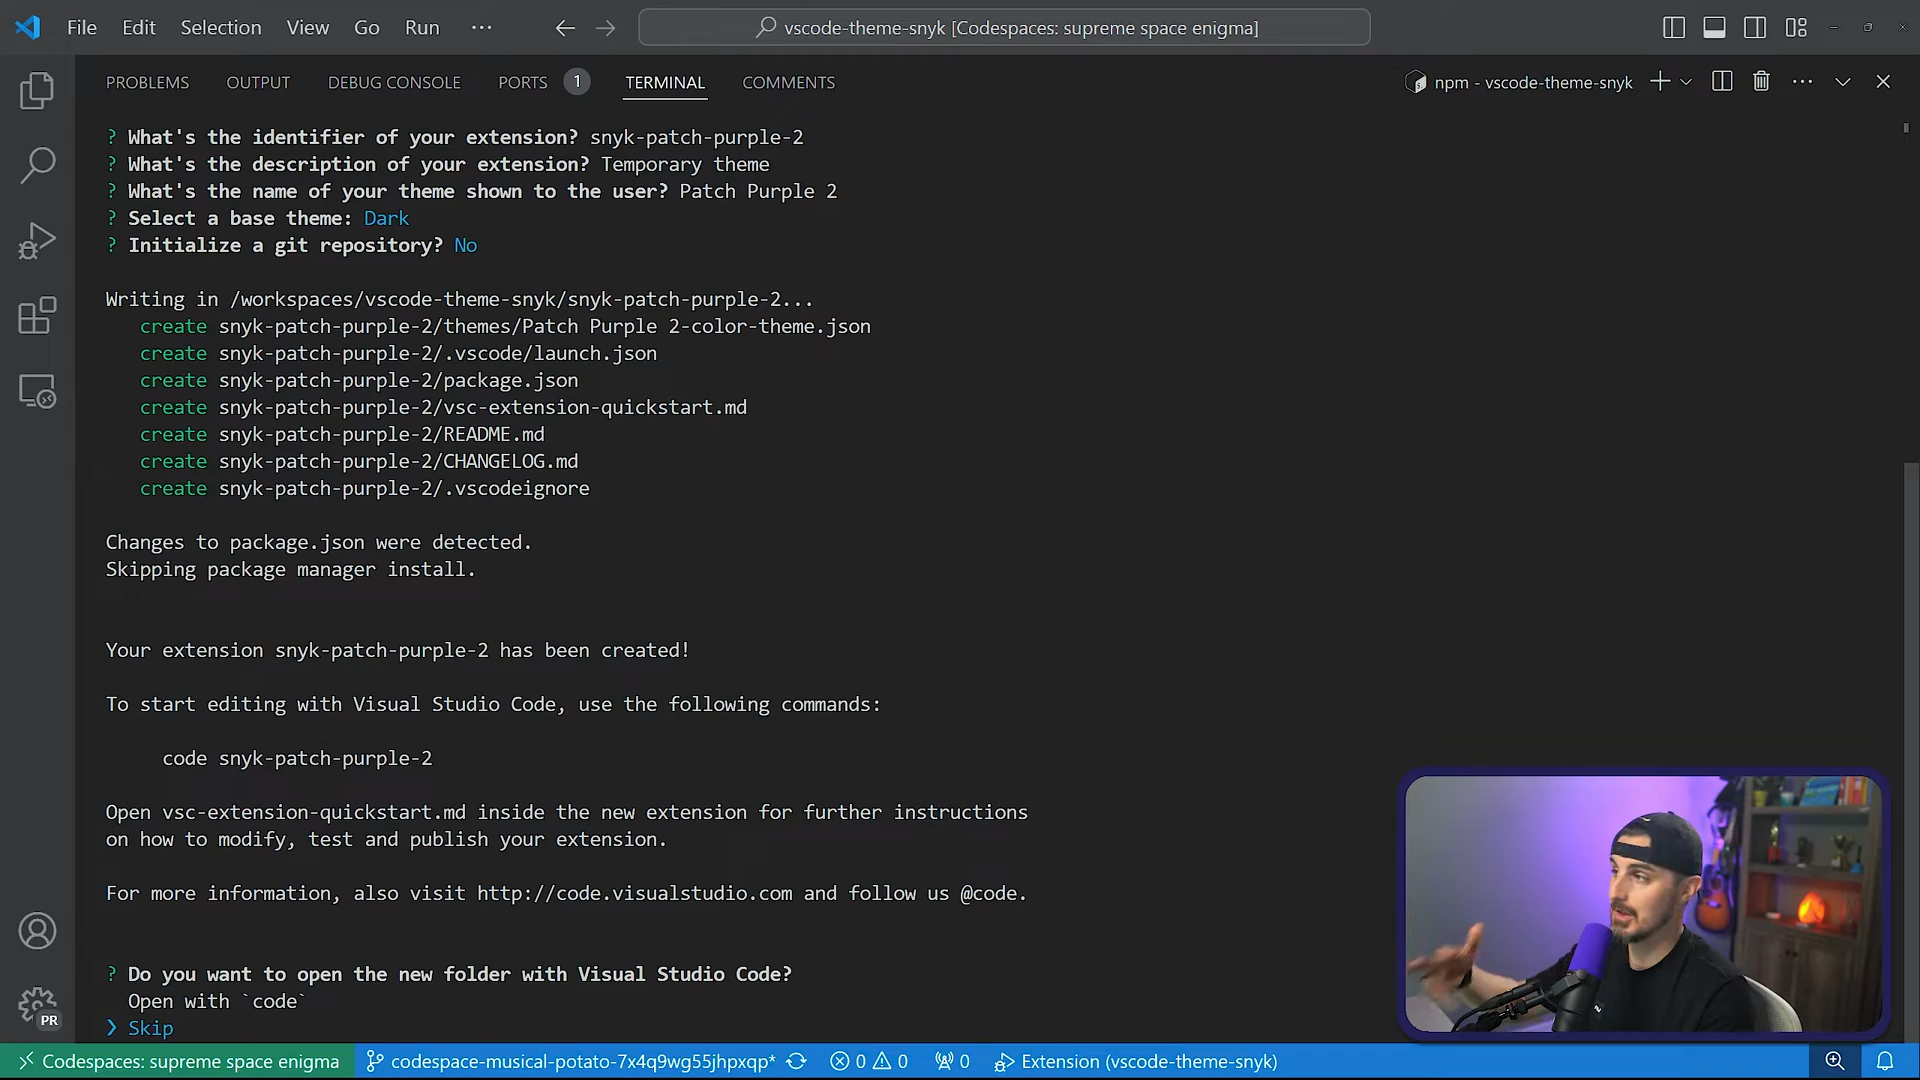 File Edit Selection View Go Run ···
vscode-theme-snyk [Codespaces: supreme space enigma]
PROBLEMS OUTPUT DEBUG CONSOLE PORTS 1 TERMINAL COMMENTS
npm - vscode-theme-snyk
? What's the identifier of your extension? snyk-patch-purple-2
? What's the description of your extension? Temporary theme
? What's the name of your theme shown to the user? Patch Purple 2
? Select a base theme: Dark
? Initialize a git repository? No
Writing in /workspaces/vscode-theme-snyk/snyk-patch-purple-2...
create snyk-patch-purple-2/themes/Patch Purple 2-color-theme.json
create snyk-patch-purple-2/.vscode/launch.json
create snyk-patch-purple-2/package.json
create snyk-patch-purple-2/vsc-extension-quickstart.md
create snyk-patch-purple-2/README.md
create snyk-patch-purple-2/CHANGELOG.md
create snyk-patch-purple-2/.vscodeignore
Changes to package.json were detected.
Skipping package manager install.
Your extension snyk-patch-purple-2 has been created!
To start editing with Visual Studio Code, use the following commands:
code snyk-patch-purple-2
Open vsc-extension-quickstart.md inside the new extension for further instructions
on how to modify, test and publish your extension.
For more information, also visit http://code.visualstudio.com and follow us @code.
? Do you want to open the new folder with Visual Studio Code?
Open with `code`
❯ Skip
PR
Codespaces: supreme space enigma codespace-musical-potato-7x4q9wg55jhpxqp* 0 0 0 Extension (vscode-theme-snyk)